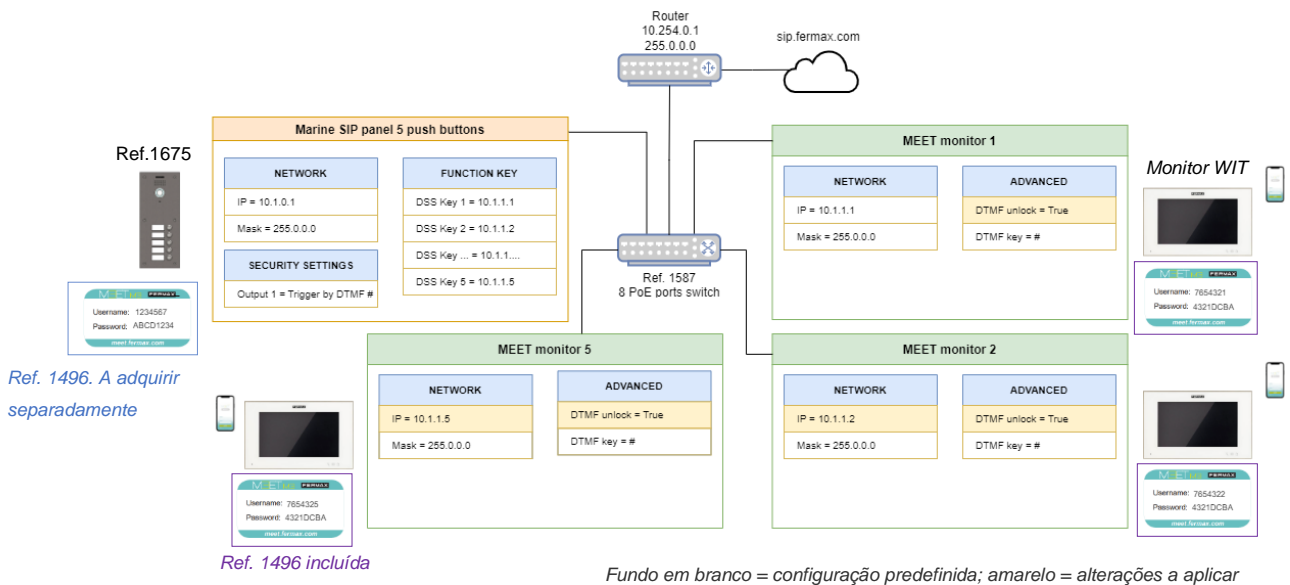 Router
10.254.0.1
255.0.0.0
sip.fermax.com
Ref.1675
Marine SIP panel 5 push buttons
NETWORK
IP = 10.1.0.1
Mask = 255.0.0.0
SECURITY SETTINGS
Output 1 = Trigger by DTMF #
FUNCTION KEY
DSS Key 1 = 10.1.1.1
DSS Key 2 = 10.1.1.2
DSS Key ... = 10.1.1....
DSS Key 5 = 10.1.1.5
MEET FERMAX
Username: 1234567
Password: ABCD1234
meet.fermax.com
Ref. 1496. A adquirir
separadamente
Ref. 1587
8 PoE ports switch
MEET monitor 1
NETWORK
IP = 10.1.1.1
Mask = 255.0.0.0
ADVANCED
DTMF unlock = True
DTMF key = #
Monitor WIT
MEET FERMAX
Username: 7654321
Password: 4321DCBA
meet.fermax.com
MEET monitor 5
NETWORK
IP = 10.1.1.5
Mask = 255.0.0.0
ADVANCED
DTMF unlock = True
DTMF key = #
MEET FERMAX
Username: 7654325
Password: 4321DCBA
meet.fermax.com
Ref. 1496 incluída
MEET monitor 2
NETWORK
IP = 10.1.1.2
Mask = 255.0.0.0
ADVANCED
DTMF unlock = True
DTMF key = #
MEET FERMAX
Username: 7654322
Password: 4321DCBA
meet.fermax.com
Fundo em branco = configuração predefinida; amarelo = alterações a aplicar